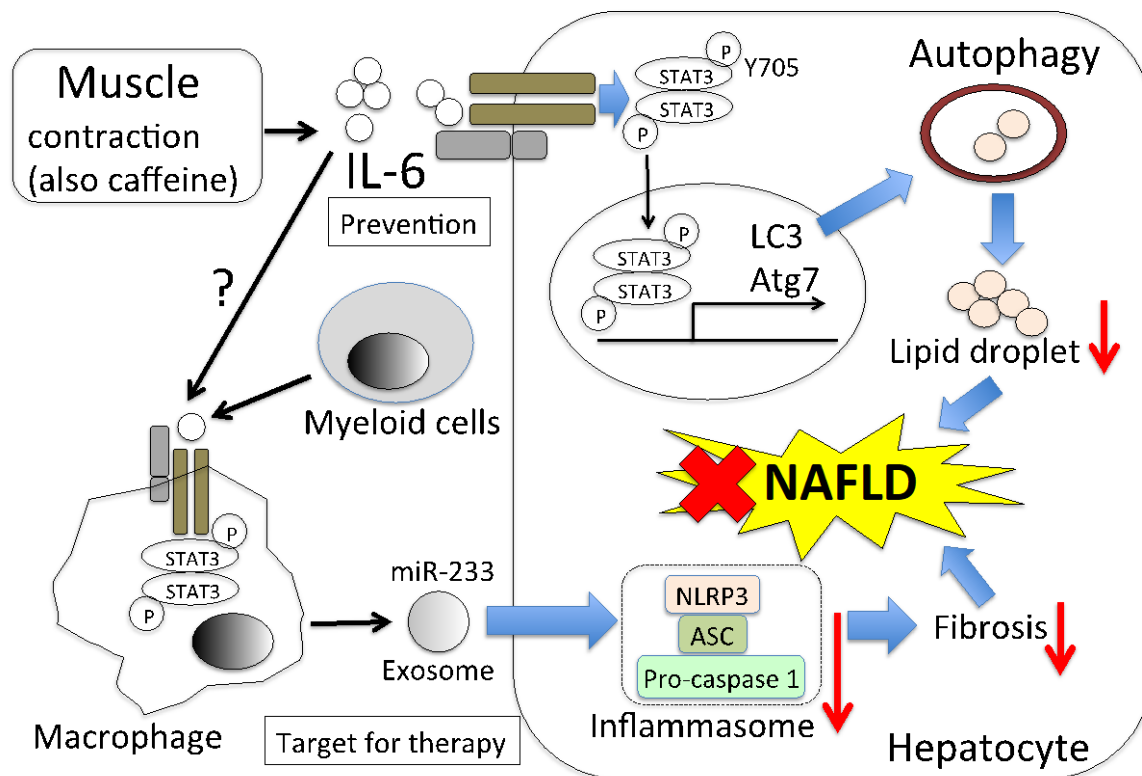 Muscle
contraction
(also caffeine)
IL-6
Prevention
?
Myeloid cells
P
STAT3
STAT3
P
Macrophage
miR-233
Exosome
Target for therapy
P
Y705
STAT3
STAT3
P
P
STAT3
STAT3
P
LC3
Atg7
Autophagy
Lipid droplet
NAFLD
NLRP3
ASC
Pro-caspase 1
Inflammasome
Fibrosis
Hepatocyte